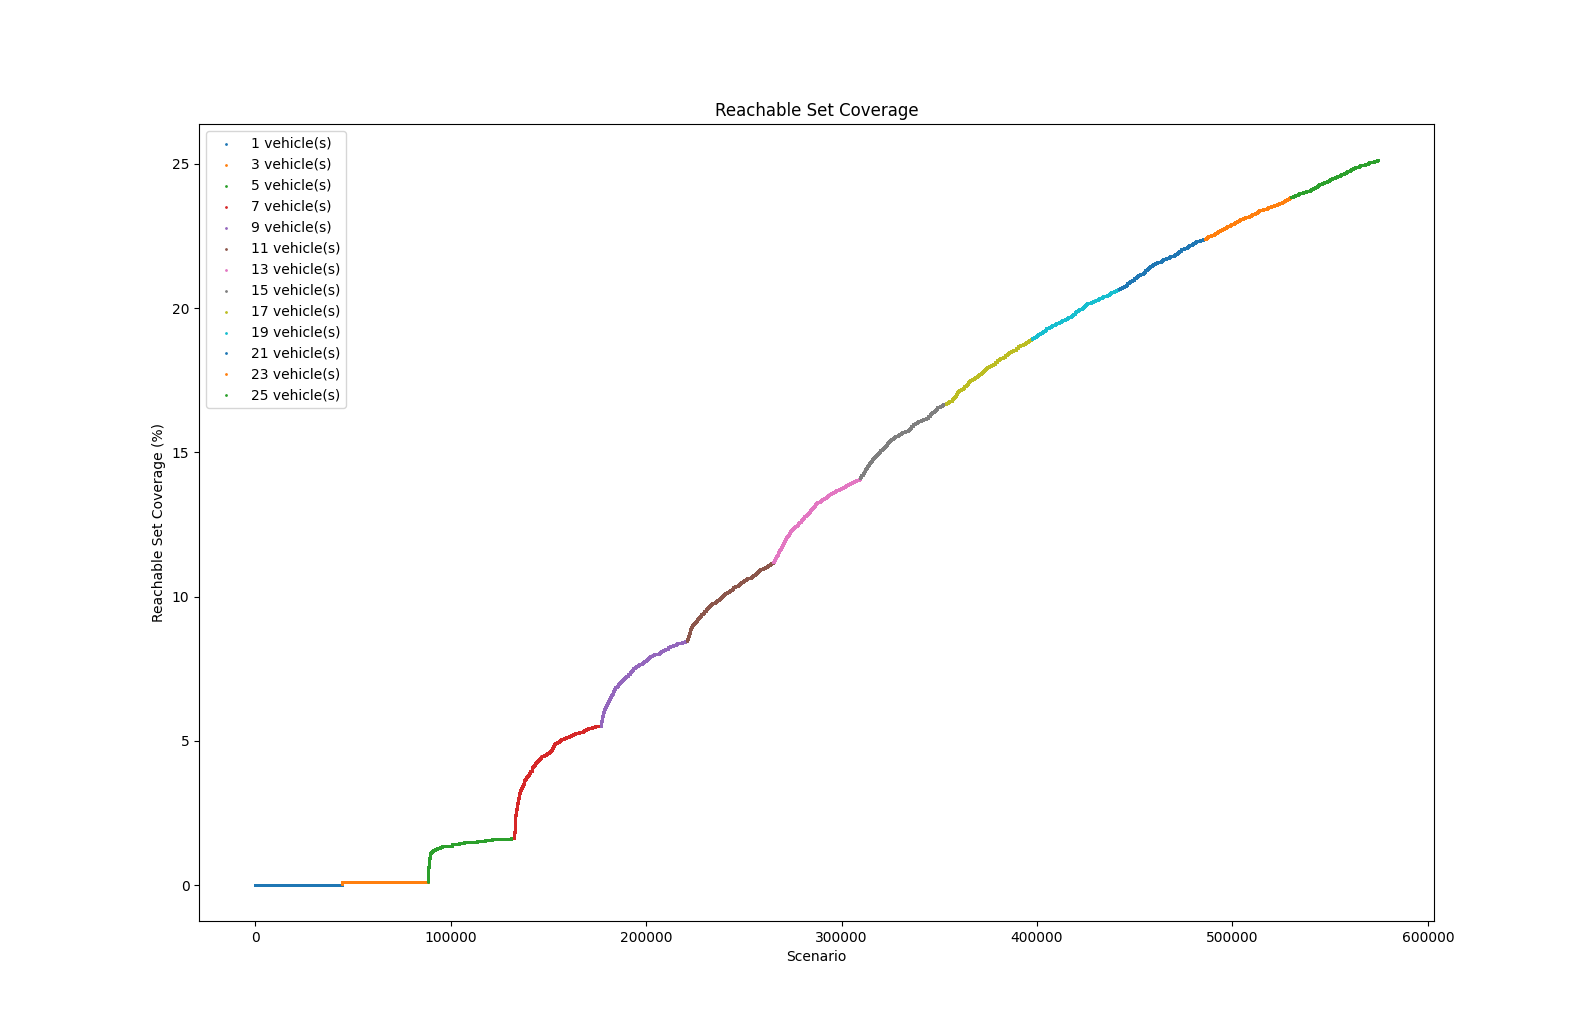 Reachable Set Coverage
1 vehicle(s)
3 vehicle(s)
5 vehicle(s)
7 vehicle(s)
9 vehicle(s)
11 vehicle(s)
13 vehicle(s)
15 vehicle(s)
17 vehicle(s)
19 vehicle(s)
21 vehicle(s)
23 vehicle(s)
25 vehicle(s)
Reachable Set Coverage (%)
25
20
15
10
5
0
0 100000 200000 300000 400000 500000 600000
Scenario